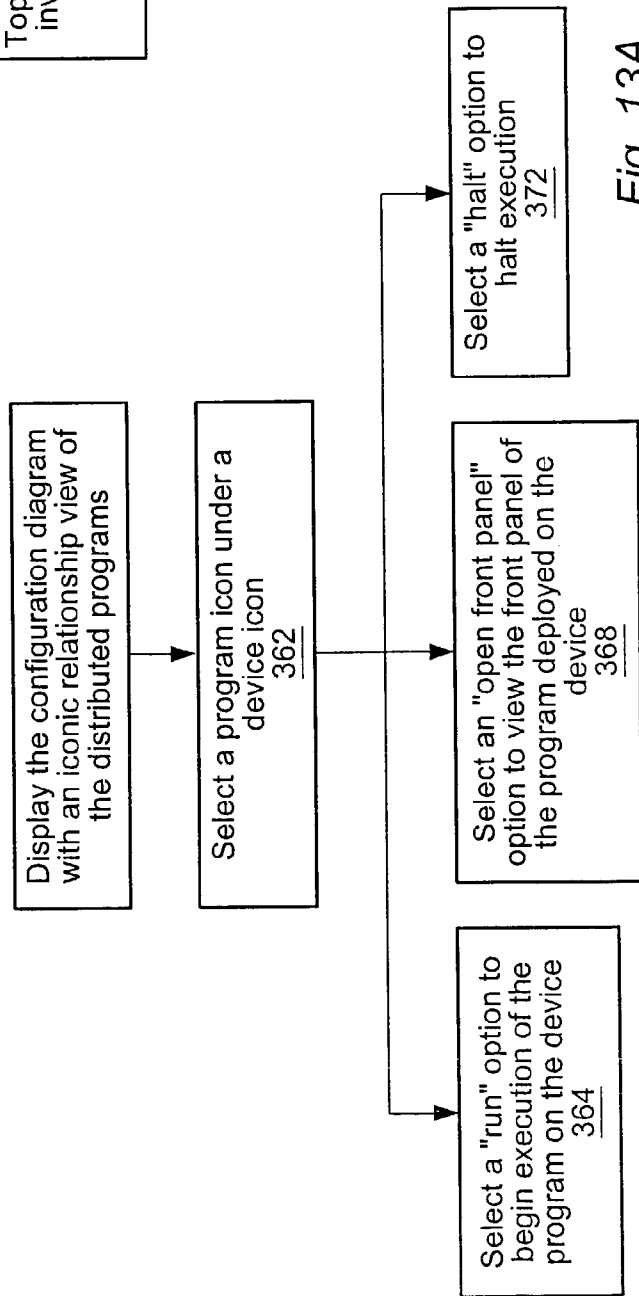 Display the configuration diagram
with an iconic relationship view of
the distributed programs
Select a program icon under a
device icon
362
Select a "run" option to
begin execution of the
program on the device
364
Select an "open front panel"
option to view the front panel of
the program deployed on the
device
368
Select a "halt" option to
halt execution
372
Fig. 13A
Top
inv